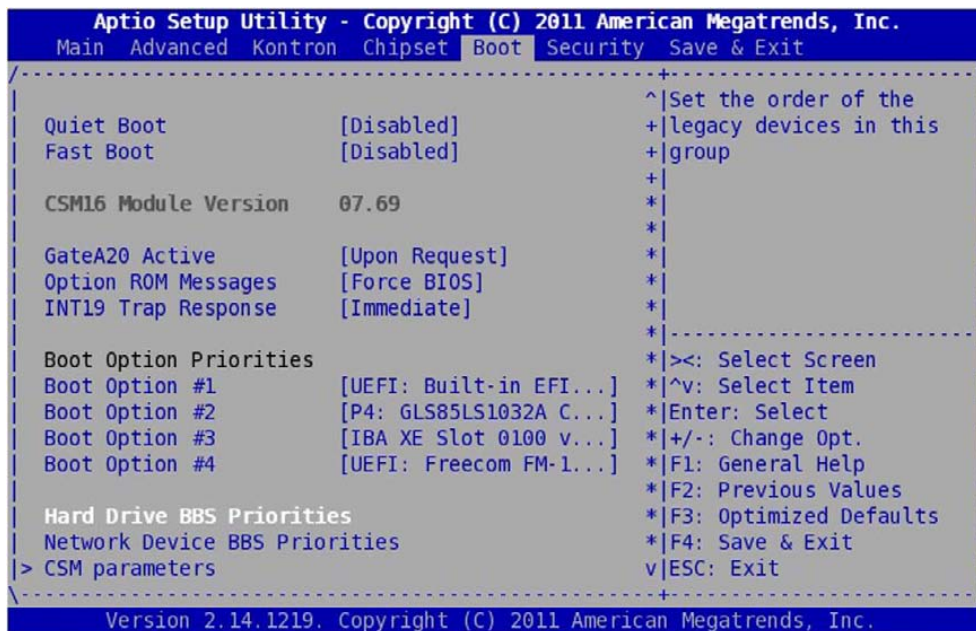 Aptio Setup Utility - Copyright (C) 2011 American Megatrends, Inc.
Main Advanced Kontron Chipset Boot Security Save & Exit
Quiet Boot [Disabled]
Fast Boot [Disabled]
CSM16 Module Version 07.69
GateA20 Active [Upon Request]
Option ROM Messages [Force BIOS]
INT19 Trap Response [Immediate]
Boot Option Priorities
Boot Option #1 [UEFI: Built-in EFI...]
Boot Option #2 [P4: GLS85LS1032A C...]
Boot Option #3 [IBA XE Slot 0100 v...]
Boot Option #4 [UEFI: Freecom FM-1...]
Hard Drive BBS Priorities
Network Device BBS Priorities
> CSM parameters
Set the order of the
legacy devices in this
group
><: Select Screen
^v: Select Item
Enter: Select
+/-: Change Opt.
F1: General Help
F2: Previous Values
F3: Optimized Defaults
F4: Save & Exit
ESC: Exit
Version 2.14.1219. Copyright (C) 2011 American Megatrends, Inc.